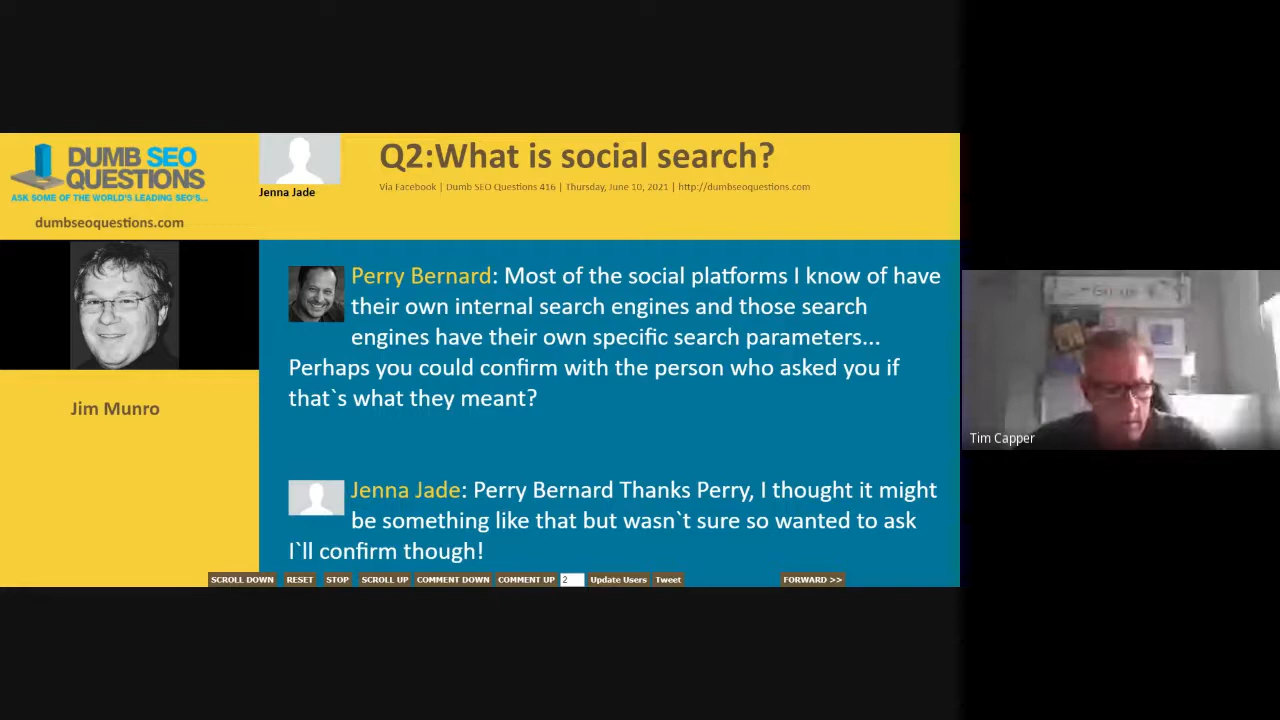 DUMB SEO
QUESTIONS
ASK SOME OF THE WORLD'S LEADING SEO'S...
dumbseoquestions.com
Jenna Jade
Q2:What is social search?
Via Facebook | Dumb SEO Questions 416 | Thursday, June 10, 2021 | http://dumbseoquestions.com
Jim Munro
Perry Bernard: Most of the social platforms I know of have
their own internal search engines and those search
engines have their own specific search parameters...
Perhaps you could confirm with the person who asked you if
that`s what they meant?
Jenna Jade: Perry Bernard Thanks Perry, I thought it might
be something like that but wasn`t sure so wanted to ask
I`ll confirm though!
SCROLL DOWN RESET STOP SCROLL UP COMMENT DOWN COMMENT UP 2 Update Users Tweet FORWARD >>
Tim Capper